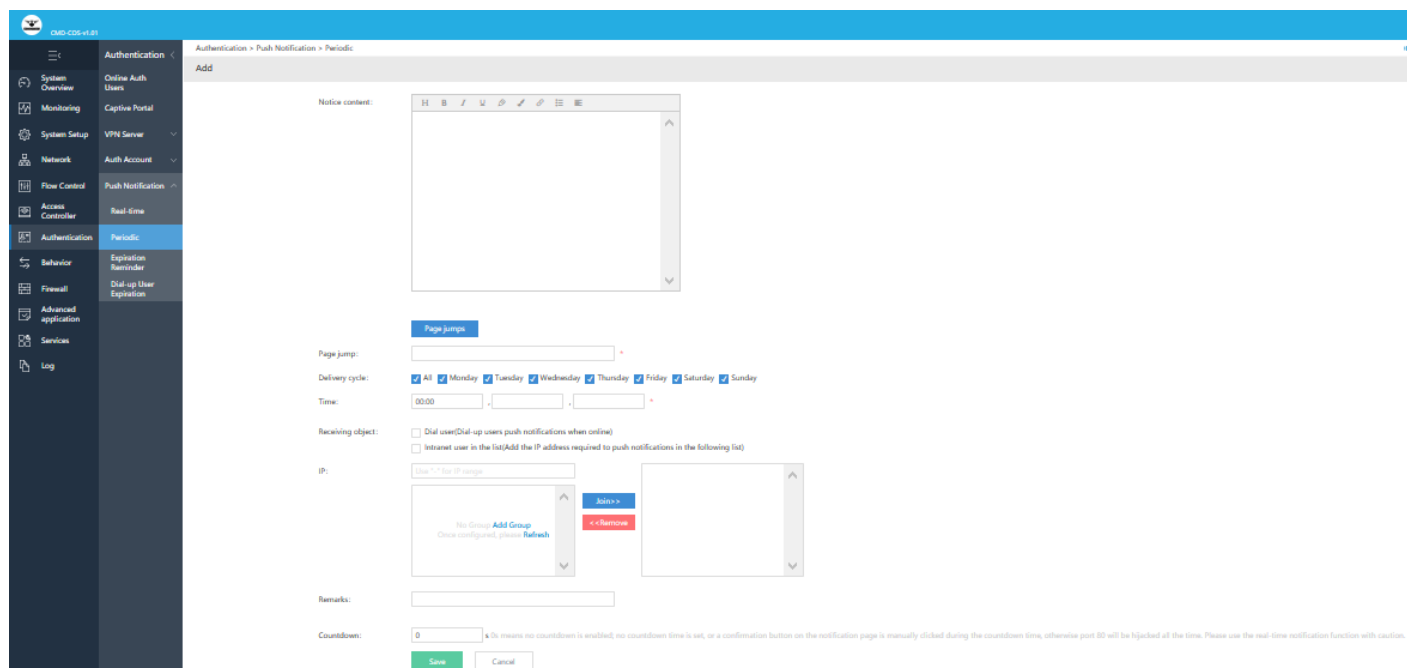 CMD-CDS-v1.01
Authentication
Authentication > Push Notification > Periodic
Add
System Overview
Monitoring
System Setup
Network
Flow Control
Access Controller
Authentication
Behavior
Firewall
Advanced application
Services
Log
Online Auth Users
Captive Portal
VPN Server
Auth Account
Push Notification
Real-time
Periodic
Expiration Reminder
Dial-up User Expiration
Notice content:
H B I U
Page jumps
Page jump: *
Delivery cycle: All Monday Tuesday Wednesday Thursday Friday Saturday Sunday
Time: 00:00 , , *
Receiving object: Dial user(Dial-up users push notifications when online)
Intranet user in the list(Add the IP address required to push notifications in the following list)
IP: Use "-" for IP range
No Group Add Group
Once configured, please Refresh
Join>>
<<Remove
Remarks:
Countdown: 0 s 0s means no countdown is enabled; no countdown time is set, or a confirmation button on the notification page is manually clicked during the countdown time, otherwise port 80 will be hijacked all the time. Please use the real-time notification function with caution.
Save Cancel